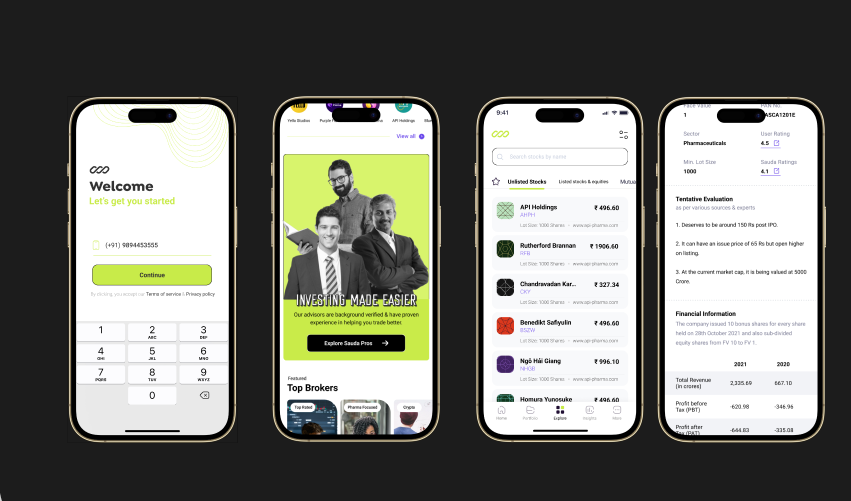 Welcome
Let's get you started
(+91) 9894453555
Continue
By clicking, you accept our Terms of service & Privacy policy
1
2
ABC
3
DEF
4
GHI
5
JKL
6
MNO
7
PQRS
8
TUV
9
WXYZ
0
Yello Studios
API Holdings
View all
INVESTING MADE EASIER
Our advisors are background verified & have proven
experience in helping you trade better.
Explore Sauda Pros
Featured
Top Brokers
Top Rated
Pharma Focused
Crypto
9:41
Search stocks by name
Unlisted Stocks
Listed stocks & equities
Mutua
API Holdings
₹ 496.60
AHPH
Lot Size: 1000 Shares • www.api-pharma.com
Rutherford Brannan
₹ 1906.60
RFN
Lot Size: 1000 Shares • www.api-pharma.com
Chandravadan Kar...
₹ 327.34
CKY
Lot Size: 1000 Shares • www.api-pharma.com
Benedikt Safiyulin
₹ 496.60
BSZW
Lot Size: 1000 Shares • www.api-pharma.com
Ngô Hải Giang
₹ 996.10
NHGB
Lot Size: 1000 Shares • www.api-pharma.com
Homura Yunosuke
₹ 496.60
Home
Portfolio
Explore
Insights
More
Face Value
PAN No.
1
ASCA1201E
Sector
User Rating
Pharmaceuticals
4.5
Min. Lot Size
Sauda Ratings
1000
4.1
Tentative Evaluation
as per various sources & experts
1. Deserves to be around 150 Rs post IPO.
2. It can have an issue price of 65 Rs but open higher
on listing.
3. At the current market cap, it is being valued at 5000
Crore.
Financial Information
The company issued 10 bonus shares for every share
held on 28th October 2021 and also sub-divided
equity shares from FV 10 to FV 1.
2021
2020
Total Revenue
(in crores)
2,335.69
667.10
Profit before
Tax (PBT)
-620.98
-346.96
Profit after
Tax (PAT)
-644.83
-335.08